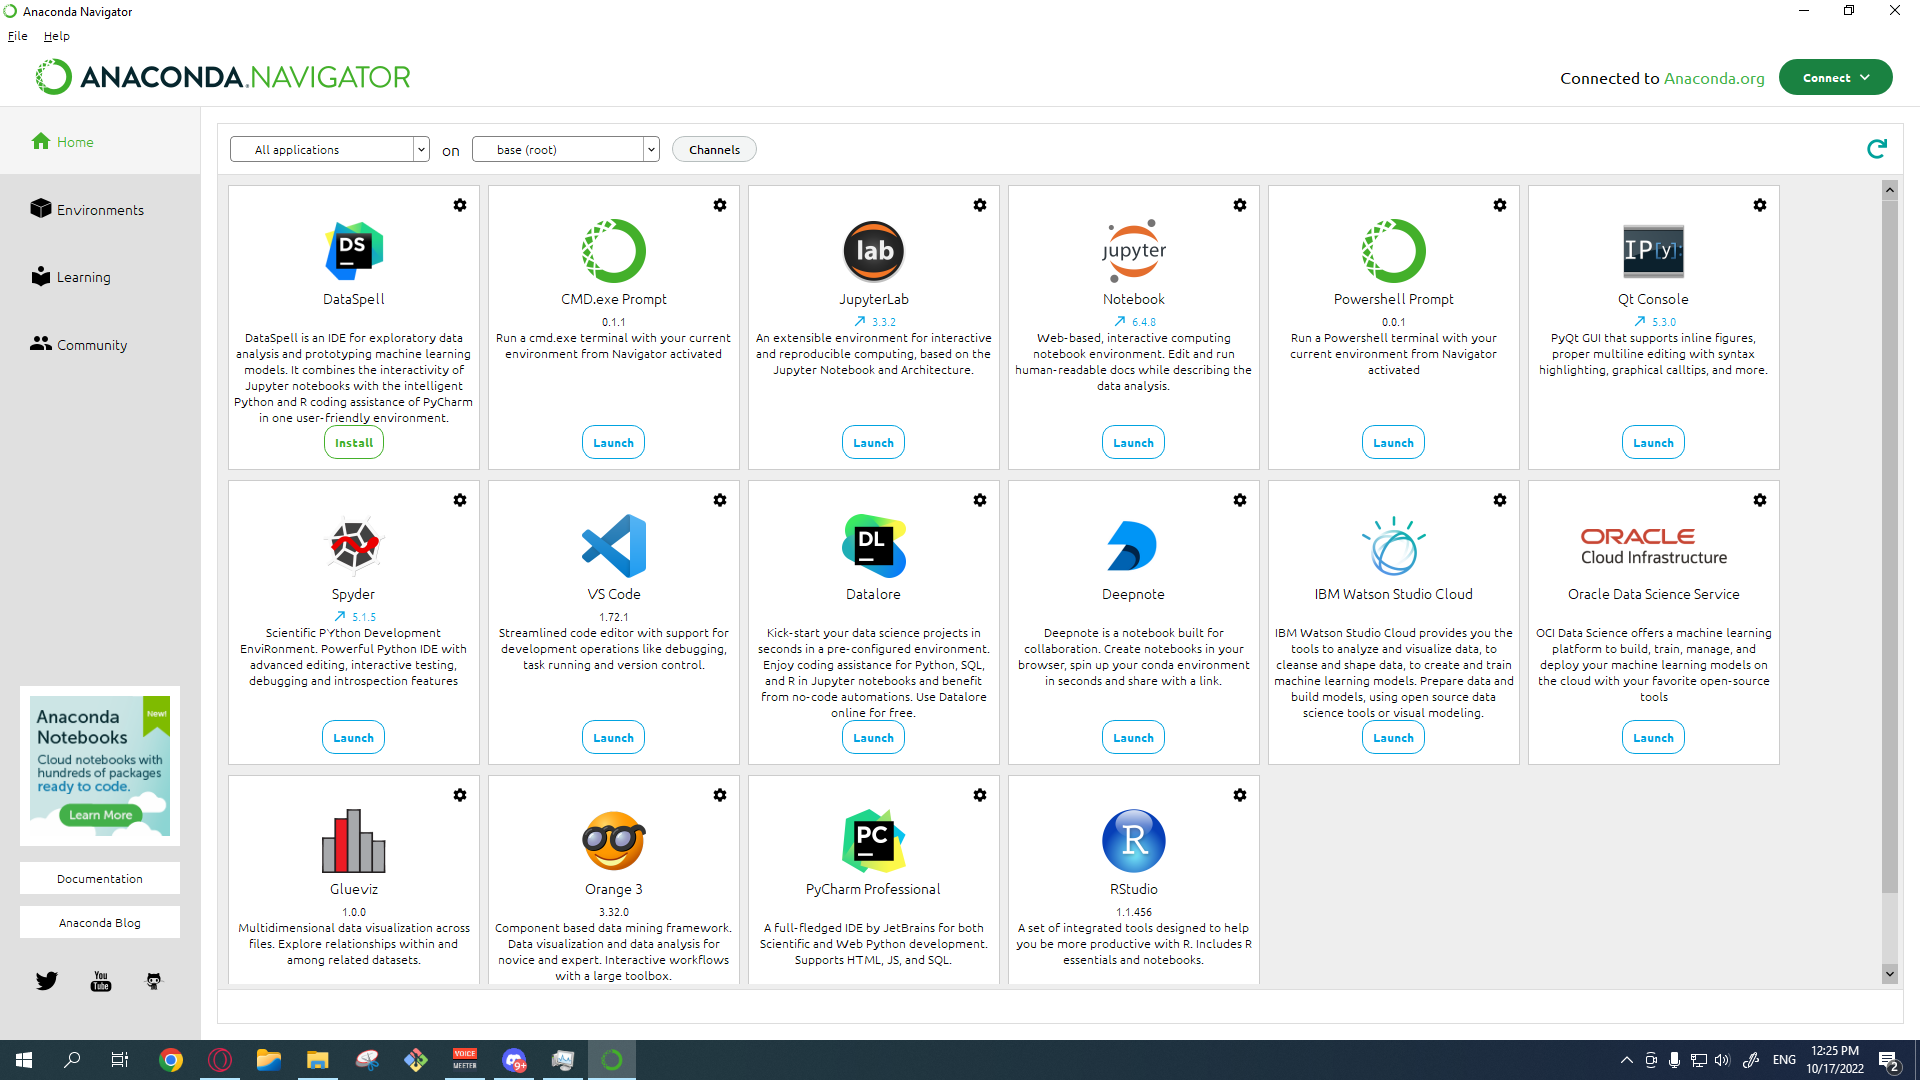 Anaconda Navigator
File Help
ANACONDA.NAVIGATOR
Connected to Anaconda.org
Connect
Home
Environments
Learning
Community
All applications
on
base (root)
Channels
DS
DataSpell
DataSpell is an IDE for exploratory data
analysis and prototyping machine learning
models. It combines the interactivity of
Jupyter notebooks with the intelligent
Python and R coding assistance of PyCharm
in one user-friendly environment.
Install
CMD.exe Prompt
0.1.1
Run a cmd.exe terminal with your current
environment from Navigator activated
Launch
lab
JupyterLab
3.3.2
An extensible environment for interactive
and reproducible computing, based on the
Jupyter Notebook and Architecture.
Launch
jupyter
Notebook
6.4.8
Web-based, interactive computing
notebook environment. Edit and run
human-readable docs while describing the
data analysis.
Launch
Powershell Prompt
0.0.1
Run a Powershell terminal with your
current environment from Navigator
activated
Launch
IP[y]:
Qt Console
5.3.0
PyQt GUI that supports inline figures,
proper multiline editing with syntax
highlighting, graphical calltips, and more.
Launch
Spyder
5.1.5
Scientific PYthon Development
EnviRonment. Powerful Python IDE with
advanced editing, interactive testing,
debugging and introspection features
Launch
VS Code
1.72.1
Streamlined code editor with support for
development operations like debugging,
task running and version control.
Launch
DL
Datalore
Kick-start your data science projects in
seconds in a pre-configured environment.
Enjoy coding assistance for Python, SQL,
and R in Jupyter notebooks and benefit
from no-code automations. Use Datalore
online for free.
Launch
Deepnote
Deepnote is a notebook built for
collaboration. Create notebooks in your
browser, spin up your conda environment
in seconds and share with a link.
Launch
IBM Watson Studio Cloud
IBM Watson Studio Cloud provides you the
tools to analyze and visualize data, to
cleanse and shape data, to create and train
machine learning models. Prepare data and
build models, using open source data
science tools or visual modeling.
Launch
ORACLE
Cloud Infrastructure
Oracle Data Science Service
OCI Data Science offers a machine learning
platform to build, train, manage, and
deploy your machine learning models on
the cloud with your favorite open-source
tools
Launch
Glueviz
1.0.0
Multidimensional data visualization across
files. Explore relationships within and
among related datasets.
Orange 3
3.32.0
Component based data mining framework.
Data visualization and data analysis for
novice and expert. Interactive workflows
with a large toolbox.
PC
PyCharm Professional
A full-fledged IDE by JetBrains for both
Scientific and Web Python development.
Supports HTML, JS, and SQL.
R
RStudio
1.1.456
A set of integrated tools designed to help
you be more productive with R. Includes R
essentials and notebooks.
Anaconda
Notebooks
New!
Cloud notebooks with
hundreds of packages
ready to code.
Learn More
Documentation
Anaconda Blog
You
Tube
VOICE
MEETER
9+
ENG
12:25 PM
10/17/2022
2